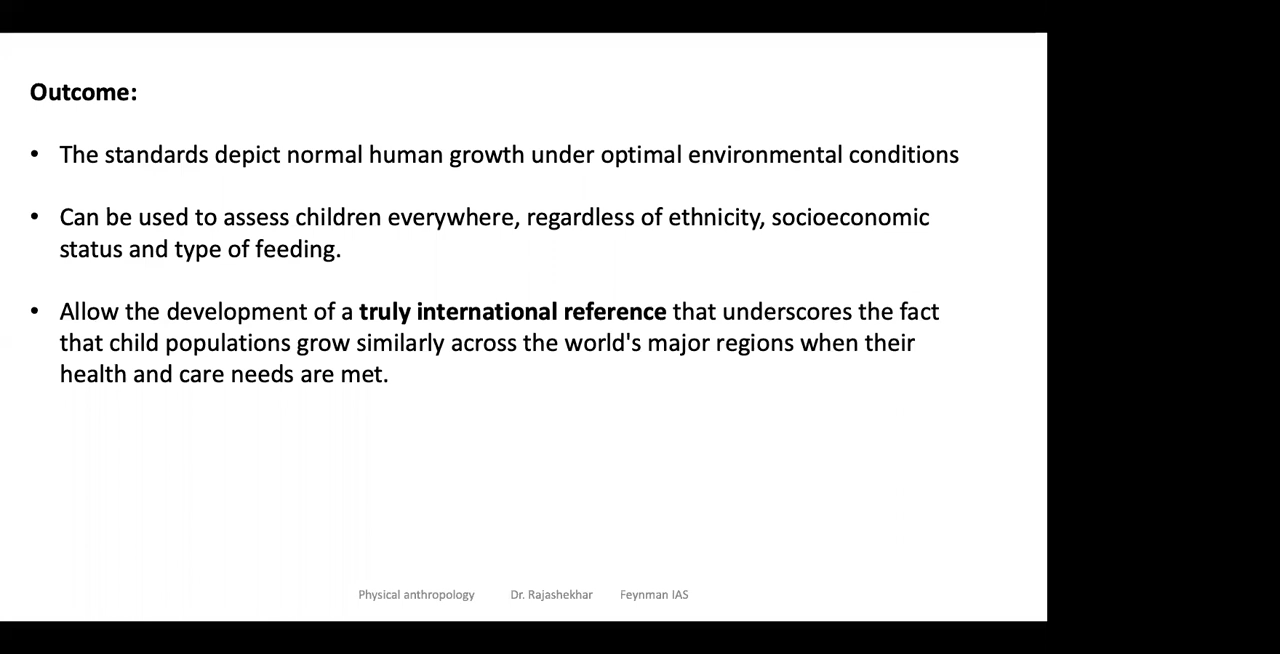 Outcome:
• The standards depict normal human growth under optimal environmental conditions
• Can be used to assess children everywhere, regardless of ethnicity, socioeconomic
status and type of feeding.
• Allow the development of a truly international reference that underscores the fact
that child populations grow similarly across the world's major regions when their
health and care needs are met.
Physical anthropology Dr. Rajashekhar Feynman IAS